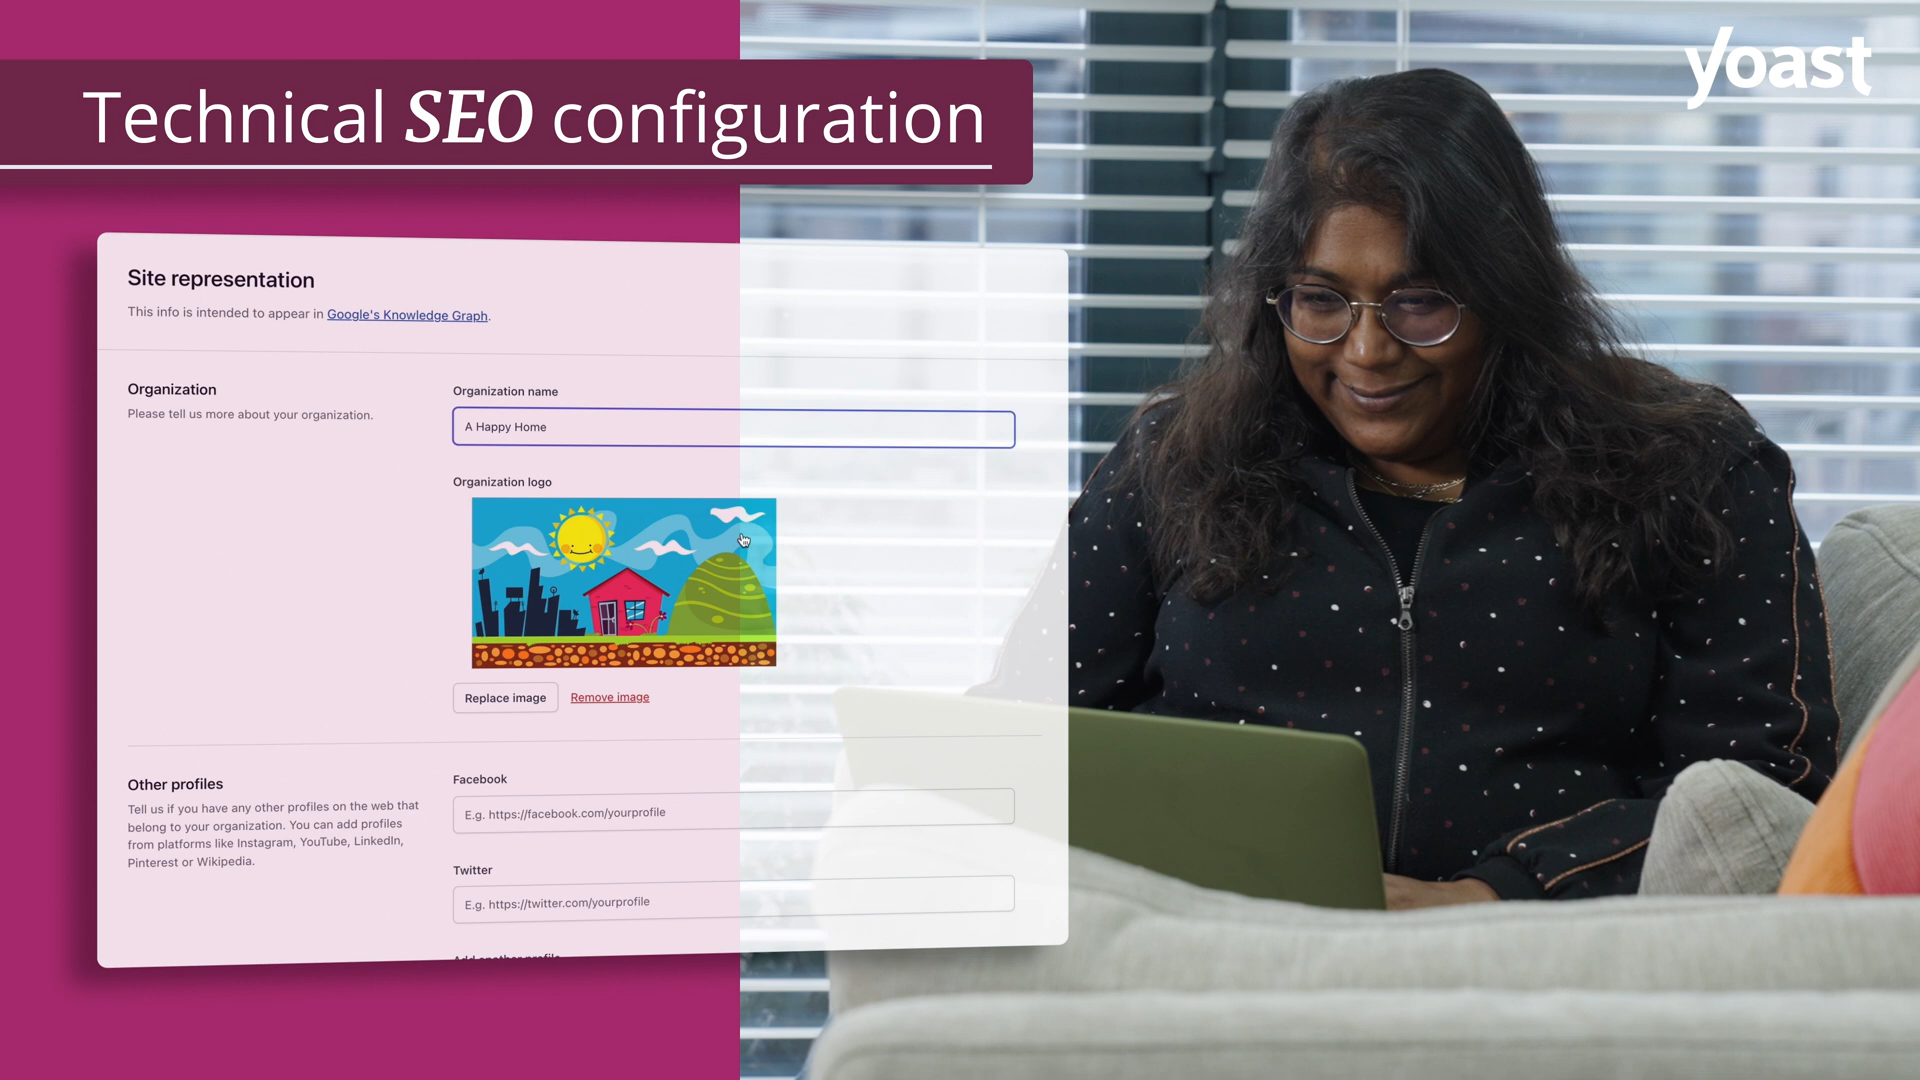 yoast
Technical SEO configuration
Site representation
This info is intended to appear in Google's Knowledge Graph.
Organization
Please tell us more about your organization.
Organization name
A Happy Home
Organization logo
Replace image
Remove image
Other profiles
Tell us if you have any other profiles on the web that
belong to your organization. You can add profiles
from platforms like Instagram, YouTube, LinkedIn,
Pinterest or Wikipedia.
Facebook
E.g. https://facebook.com/yourprofile
Twitter
E.g. https://twitter.com/yourprofile
Add another profile